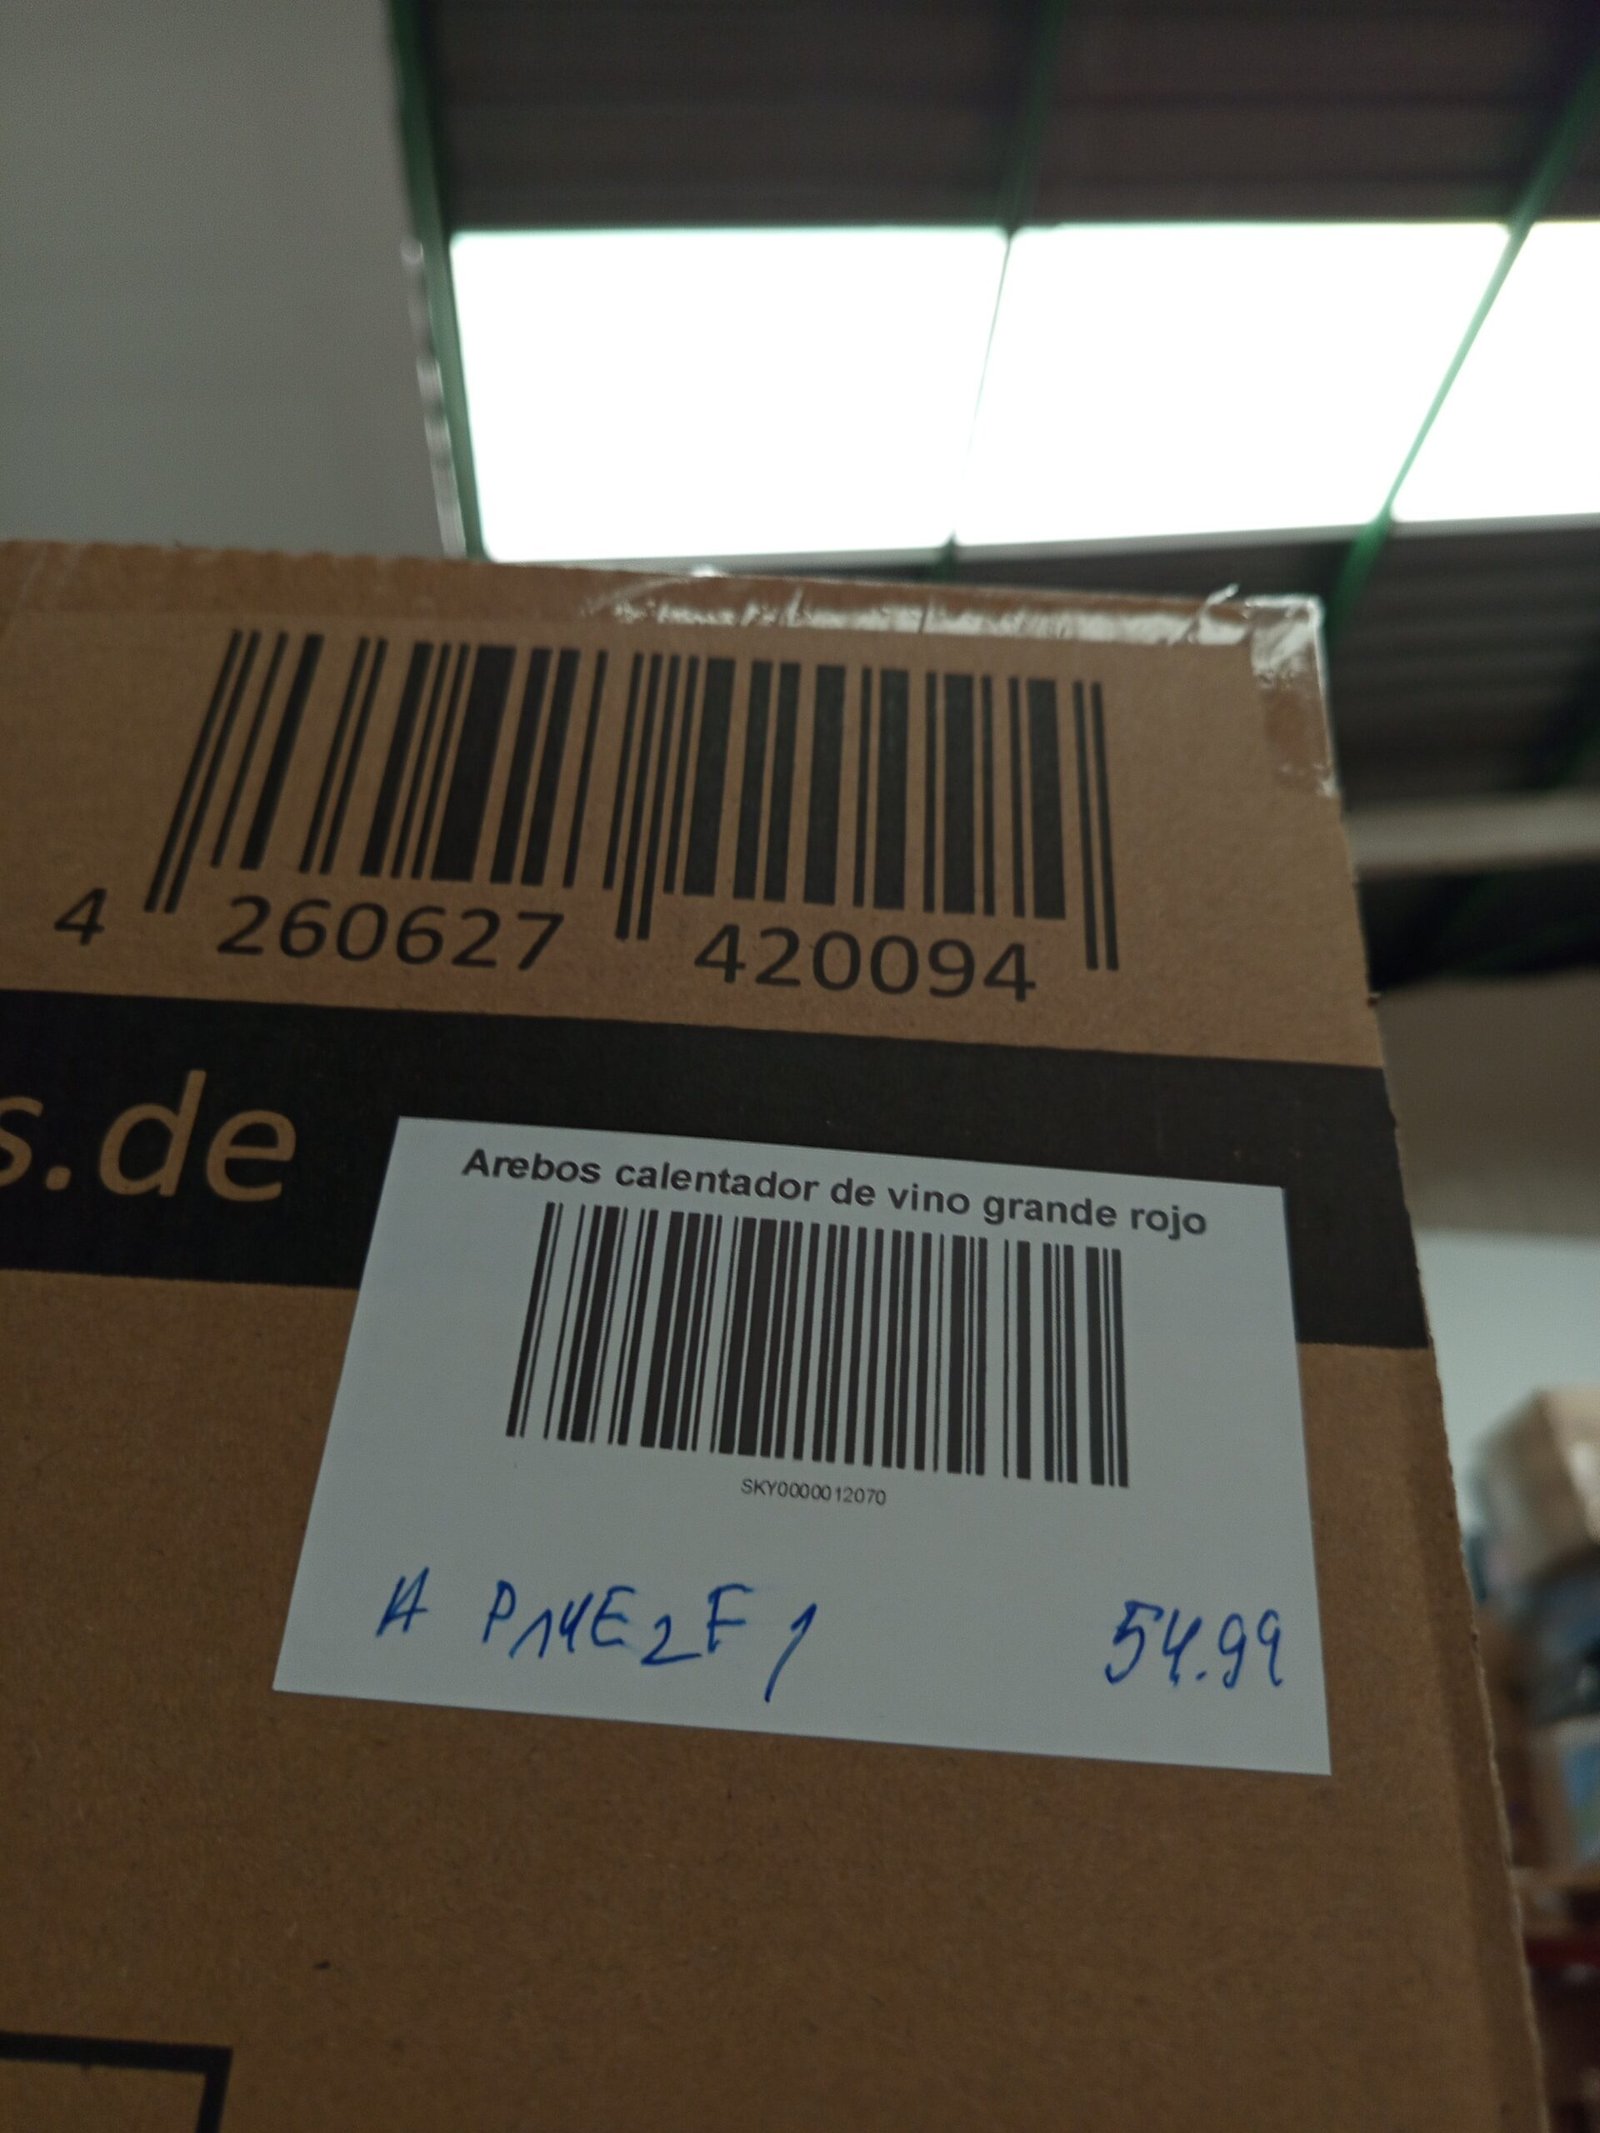 4 260627 420094
s.de
Arebos calentador de vino grande rojo
SKY0000012070
A P14E2F1 54.99